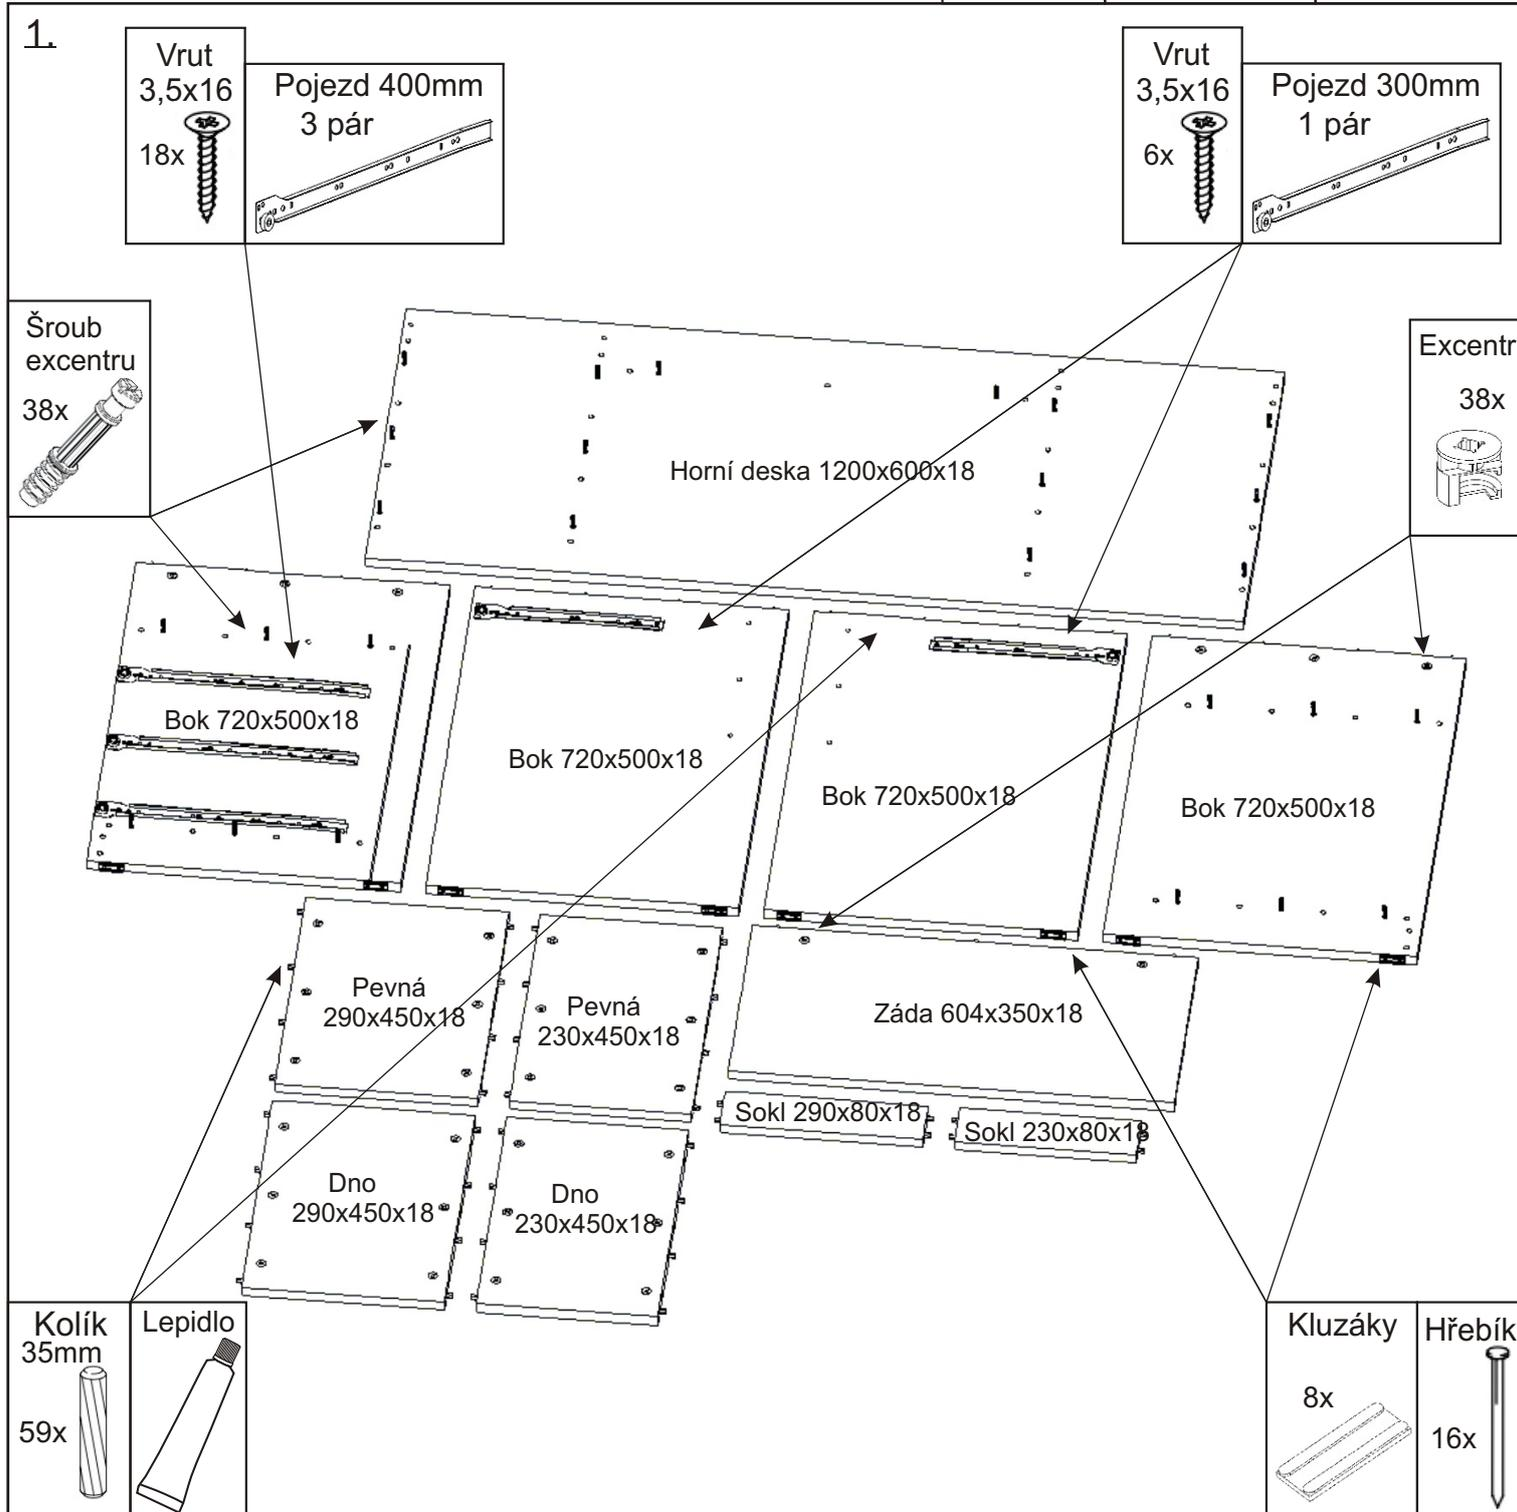 1.
Vrut
3,5x16
18x
Pojezd 400mm
3 pár
Vrut
3,5x16
6x
Pojezd 300mm
1 pár
Šroub
excentru
38x
Excentr
38x
Horní deska 1200x600x18
Bok 720x500x18
Bok 720x500x18
Bok 720x500x18
Bok 720x500x18
Pevná
290x450x18
Pevná
230x450x18
Záda 604x350x18
Sokl 290x80x18
Sokl 230x80x18
Dno
290x450x18
Dno
230x450x18
Kolík
35mm
59x
Lepidlo
Kluzáky
8x
Hřebík
16x